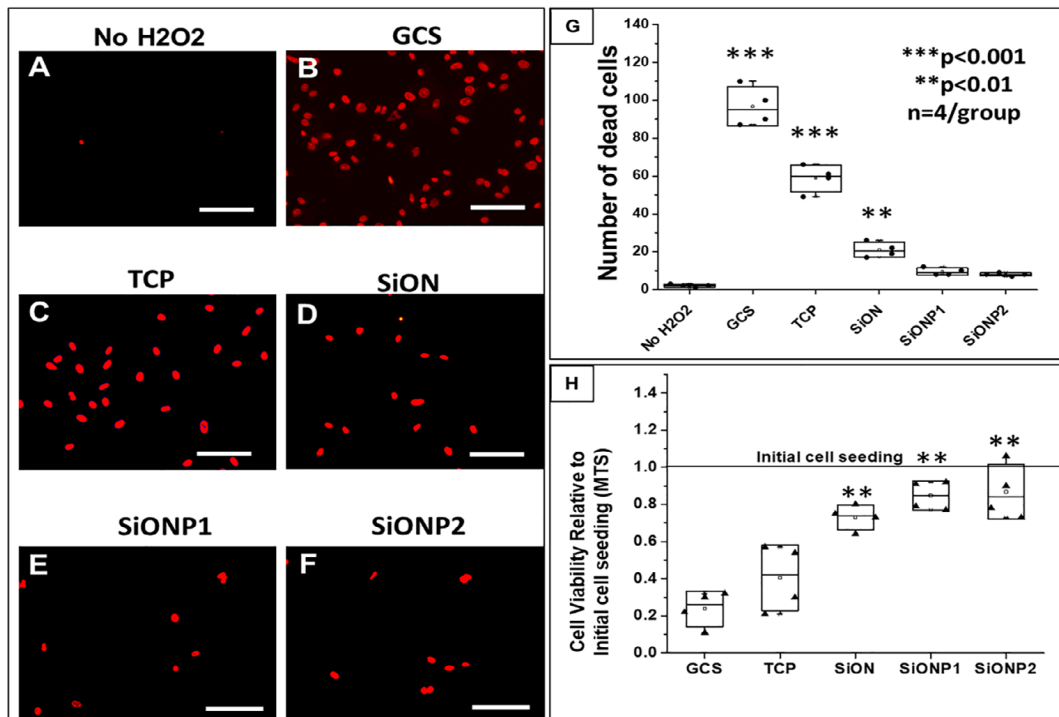 No H2O2
GCS
A
B
TCP
SiON
C
D
SiONP1
SiONP2
E
F
G
Number of dead cells
140
120
100
80
60
40
20
0
***
***
**
***p<0.001
**p<0.01
n=4/group
No H2O2
GCS
TCP
SiON
SiONP1
SiONP2
H
Cell Viability Relative to
Initial cell seeding (MTS)
1.4
1.2
1.0
0.8
0.6
0.4
0.2
0.0
Initial cell seeding
**
**
**
GCS
TCP
SiON
SiONP1
SiONP2